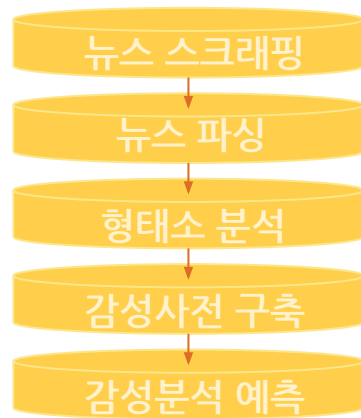 뉴스 스크래핑
뉴스 파싱
형태소 분석
감성사전 구축
감성분석 예측